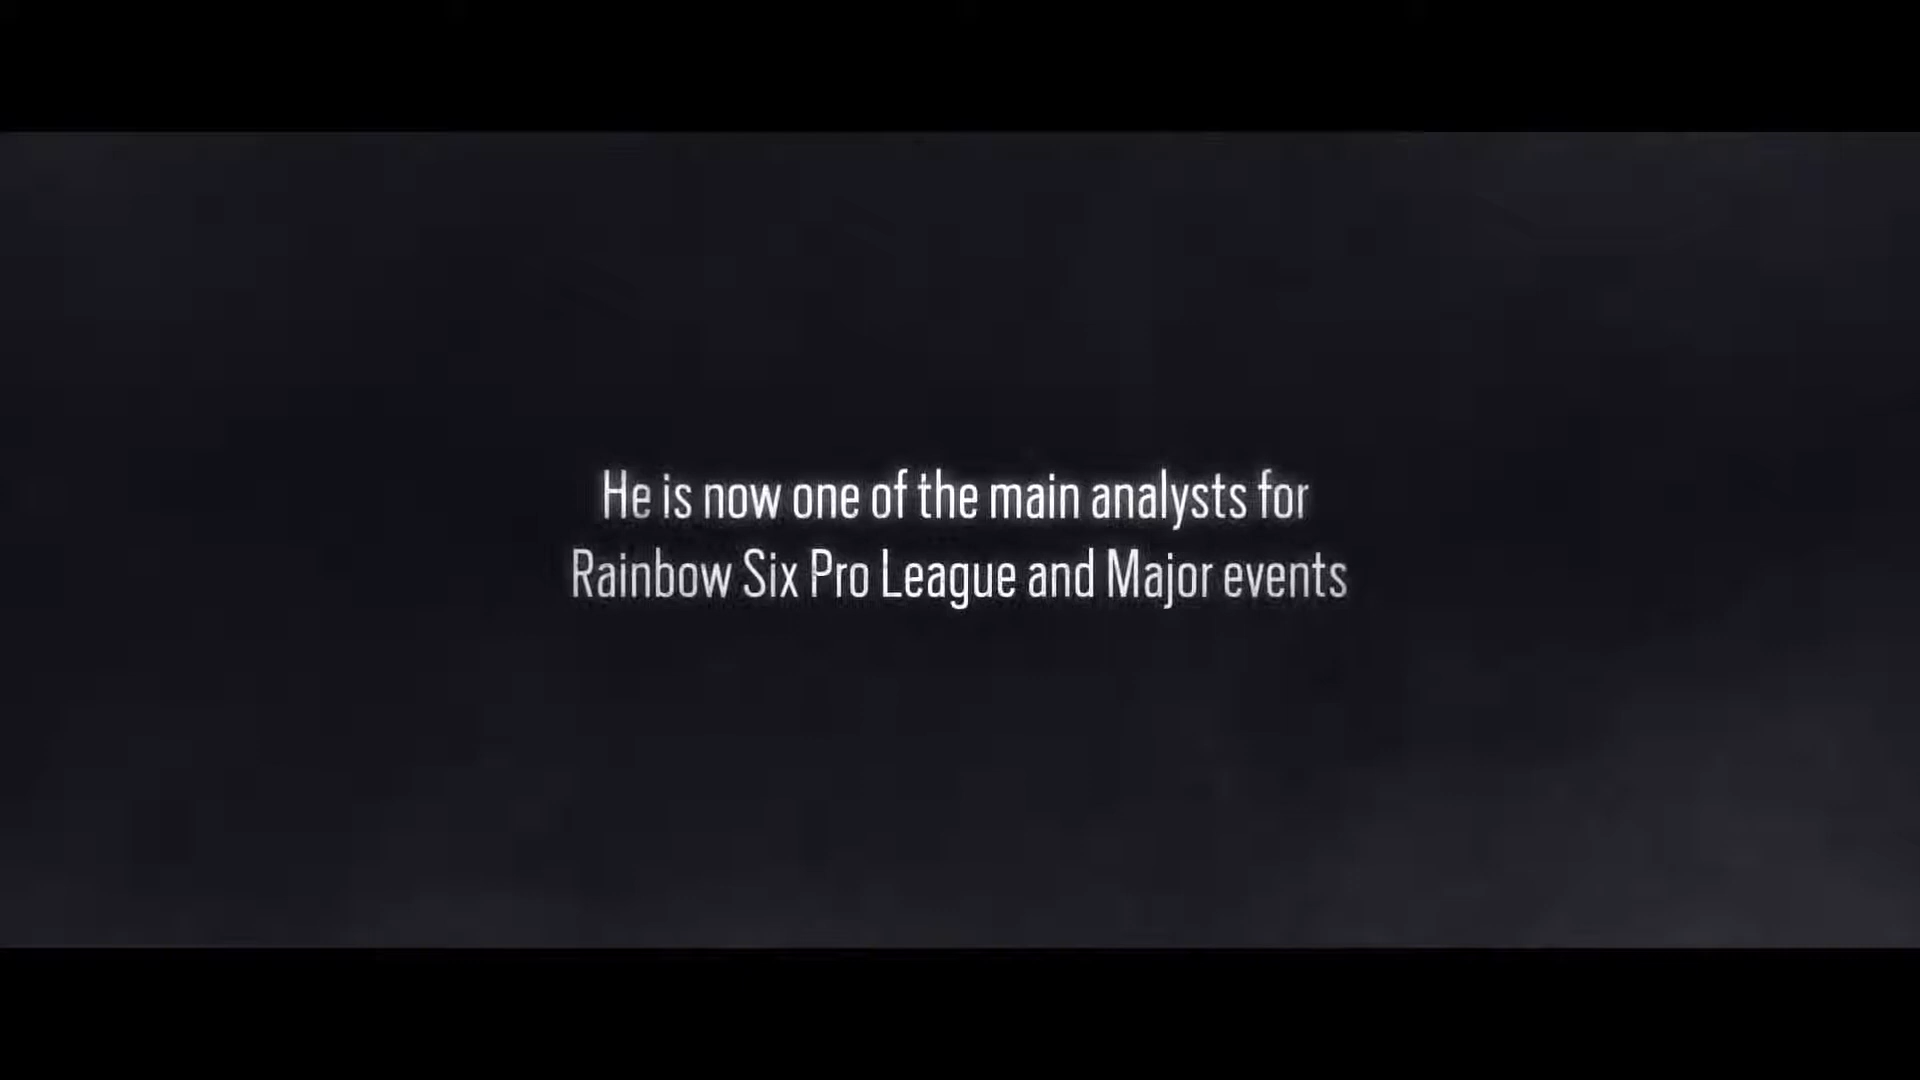 He is now one of the main analysts for
Rainbow Six Pro League and Major events